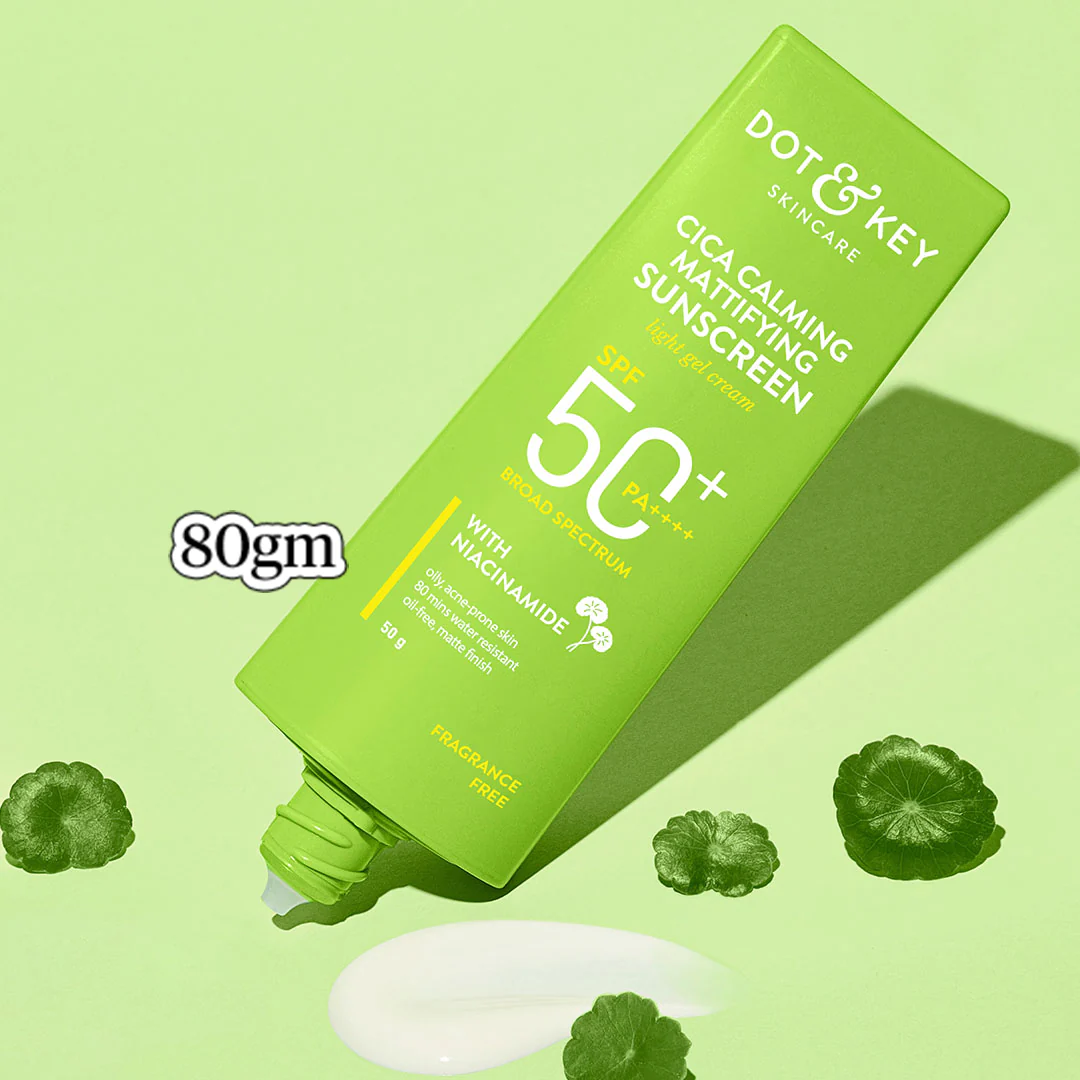 DOT & KEY
SKINCARE
CICA CALMING
MATTIFYING
SUNSCREEN
light gel cream
SPF
50+
PA++++
BROAD SPECTRUM
WITH
NIACINAMIDE
oily, acne-prone skin
80 mins water resistant
oil-free, matte finish
50 g
FRAGRANCE
FREE
80gm